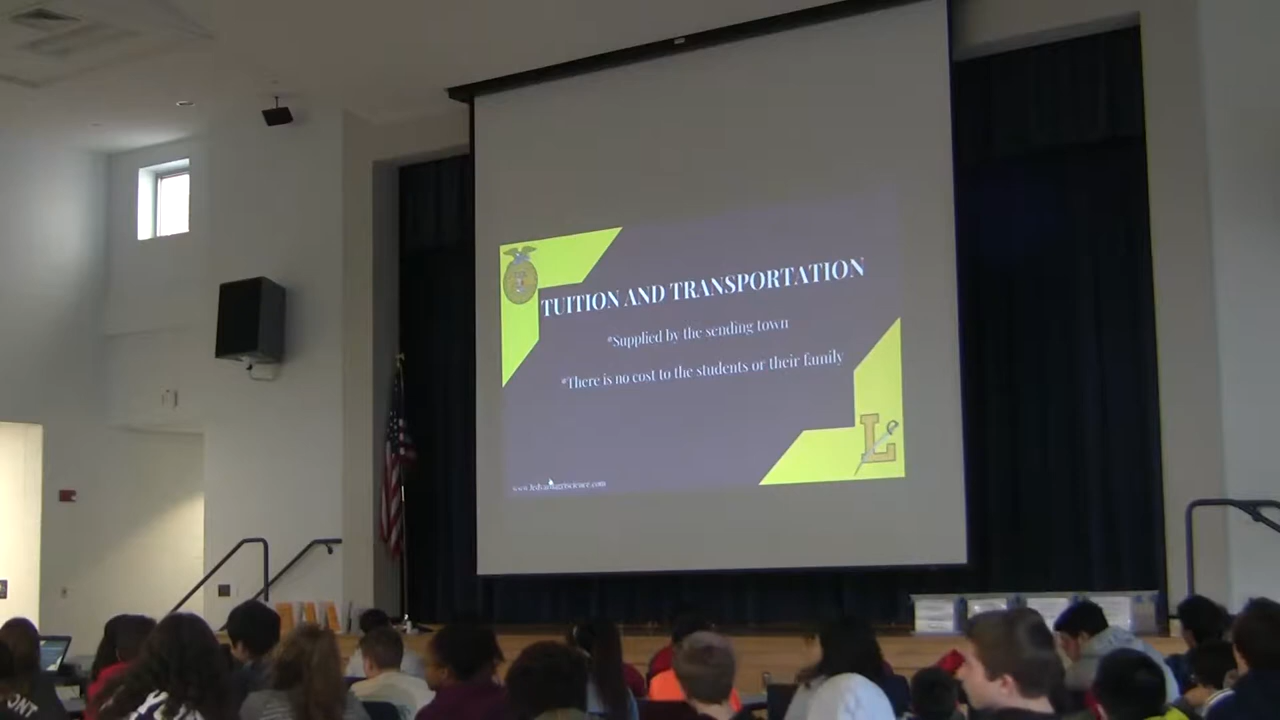 TUITION AND TRANSPORTATION
*Supplied by the sending town
*There is no cost to the students or their family
L